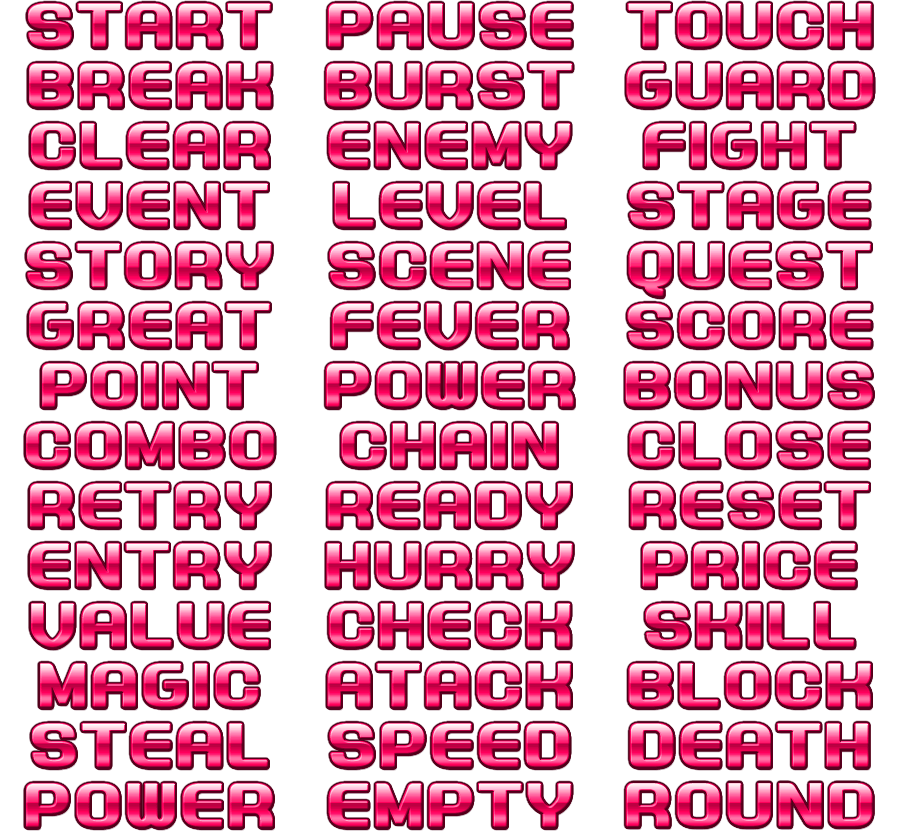 START PAUSE TOUCH
BREAK BURST GUARD
CLEAR ENEMY FIGHT
EVENT LEVEL STAGE
STORY SCENE QUEST
GREAT FEVER SCORE
POINT POWER BONUS
COMBO CHAIN CLOSE
RETRY READY RESET
ENTRY HURRY PRICE
VALUE CHECK SKILL
MAGIC ATACK BLOCK
STEAL SPEED DEATH
POWER EMPTY ROUND